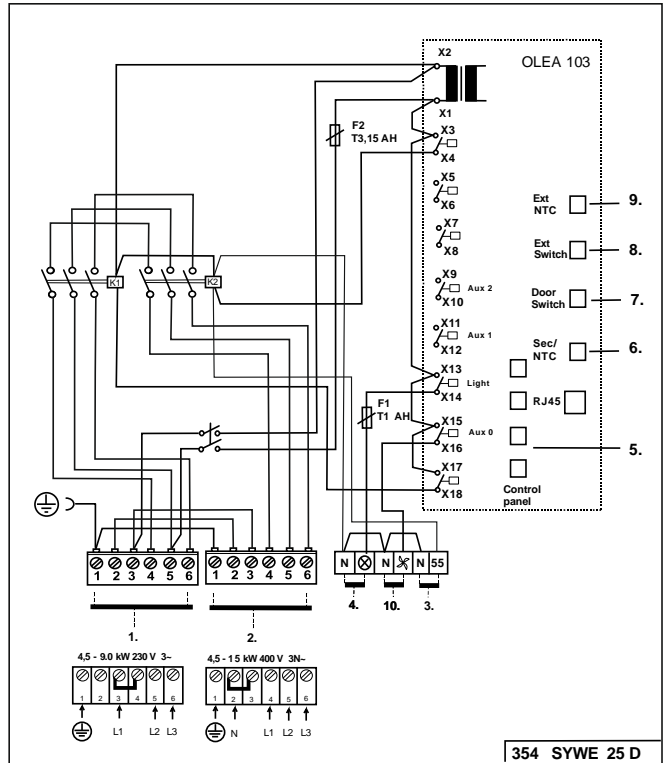 X2
OLEA 103
X1
F2
T3,15 AH
X3
X4
X5
X6
Ext
NTC
9.
X7
X8
Ext
Switch
8.
K1
K2
X9
X10
Aux 2
Door
Switch
7.
X11
X12
Aux 1
Sec/
NTC
6.
X13
X14
Light
F1
T1 AH
RJ45
X15
X16
Aux 0
5.
X17
X18
Control
panel
1 2 3 4 5 6
1 2 3 4 5 6
N N N 55
4. 10. 3.
1. 2.
4,5 - 9.0 kW 230 V 3~
4,5 - 15 kW 400 V 3N~
1 2 3 4 5 6
1 2 3 4 5 6
L1 L2 L3
N L1 L2 L3
354 SYWE 25 D